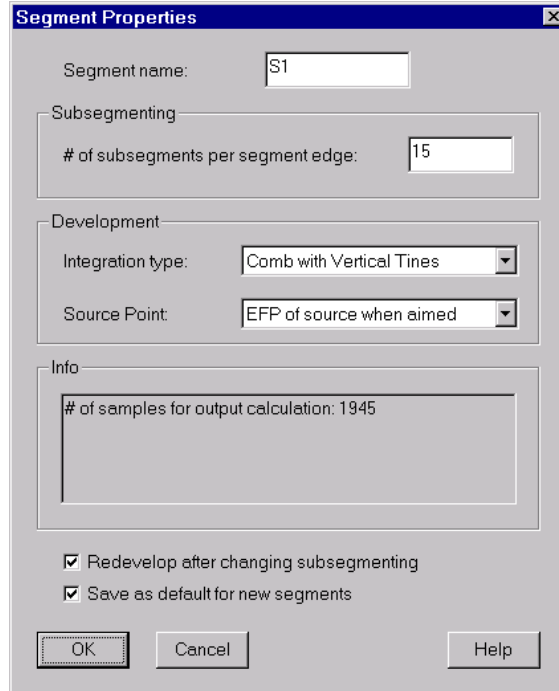 Segment Properties
Segment name: S1
Subsegmenting
# of subsegments per segment edge: 15
Development
Integration type: Comb with Vertical Tines
Source Point: EFP of source when aimed
Info
# of samples for output calculation: 1945
Redevelop after changing subsegmenting
Save as default for new segments
OK Cancel Help